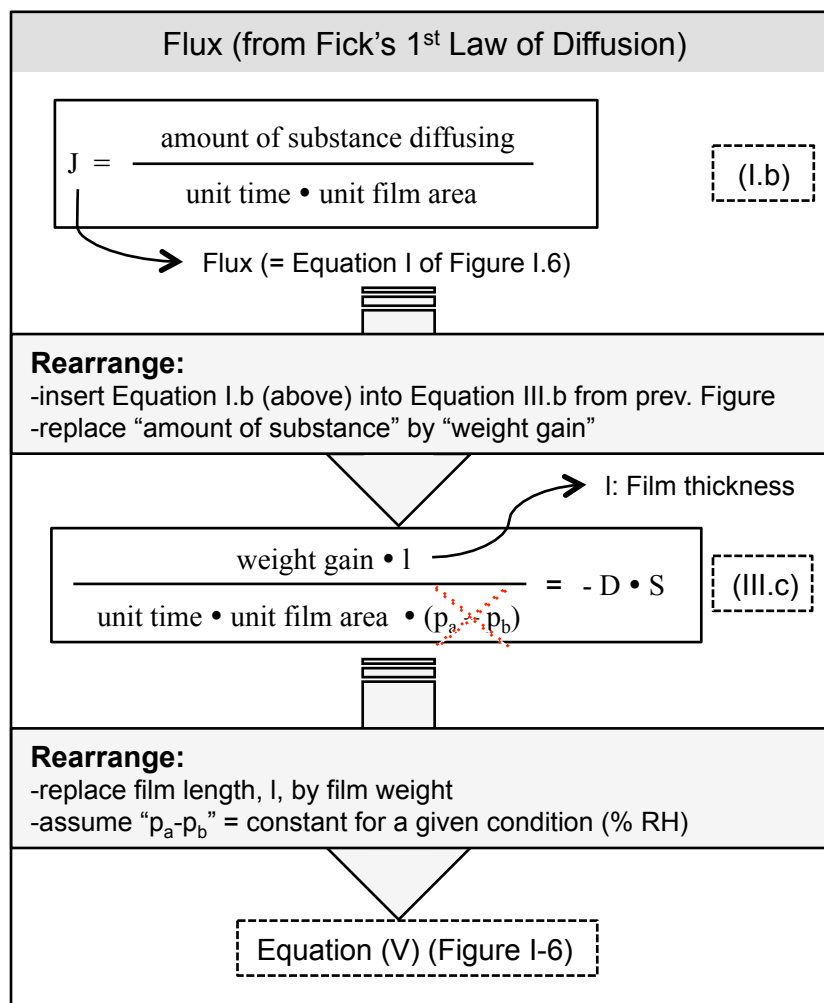 Flux (from Fick's 1st Law of Diffusion)
J = amount of substance diffusing
unit time • unit film area
(I.b)
Flux (= Equation I of Figure I.6)
Rearrange:
-insert Equation I.b (above) into Equation III.b from prev. Figure
-replace “amount of substance” by “weight gain”
l: Film thickness
weight gain • l
unit time • unit film area • (pa - pb)
= - D • S
(III.c)
Rearrange:
-replace film length, l, by film weight
-assume “pa-pb” = constant for a given condition (% RH)
Equation (V) (Figure I-6)